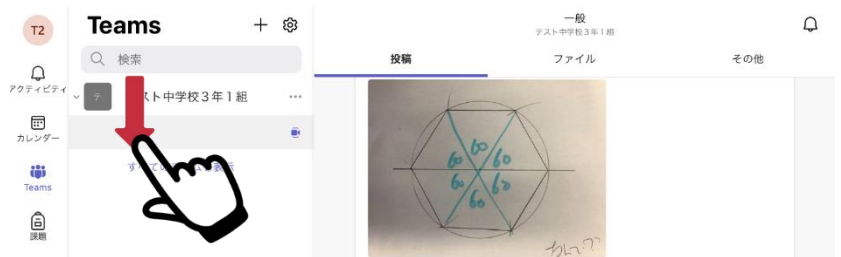 T2
アクティビティ
カレンダー
Teams
課題
Teams
検索
テ
スト中学校3年1組
一般
テスト中学校3年1組
投稿
ファイル
その他
60
60 60
60 60
60